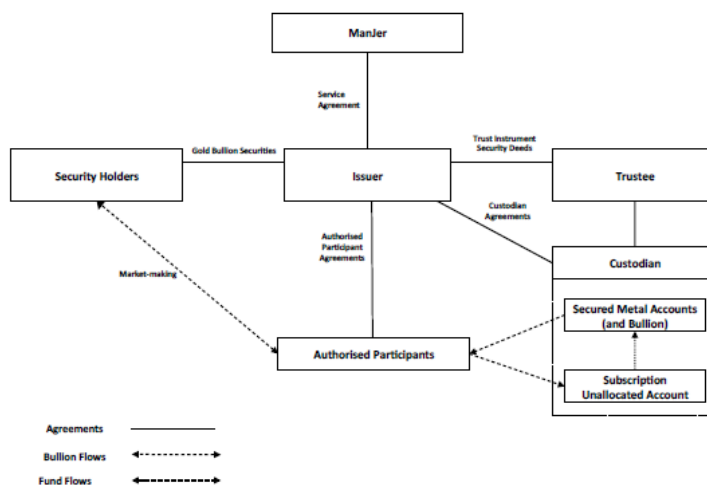 ManJer
Service
Agreement
Gold Bullion Securities
Trust Instrument
Security Deeds
Security Holders
Issuer
Trustee
Custodian
Agreements
Authorised
Participant
Agreements
Custodian
Market-making
Secured Metal Accounts
(and Bullion)
Authorised Participants
Subscription
Unallocated Account
Agreements
Bullion Flows
Fund Flows